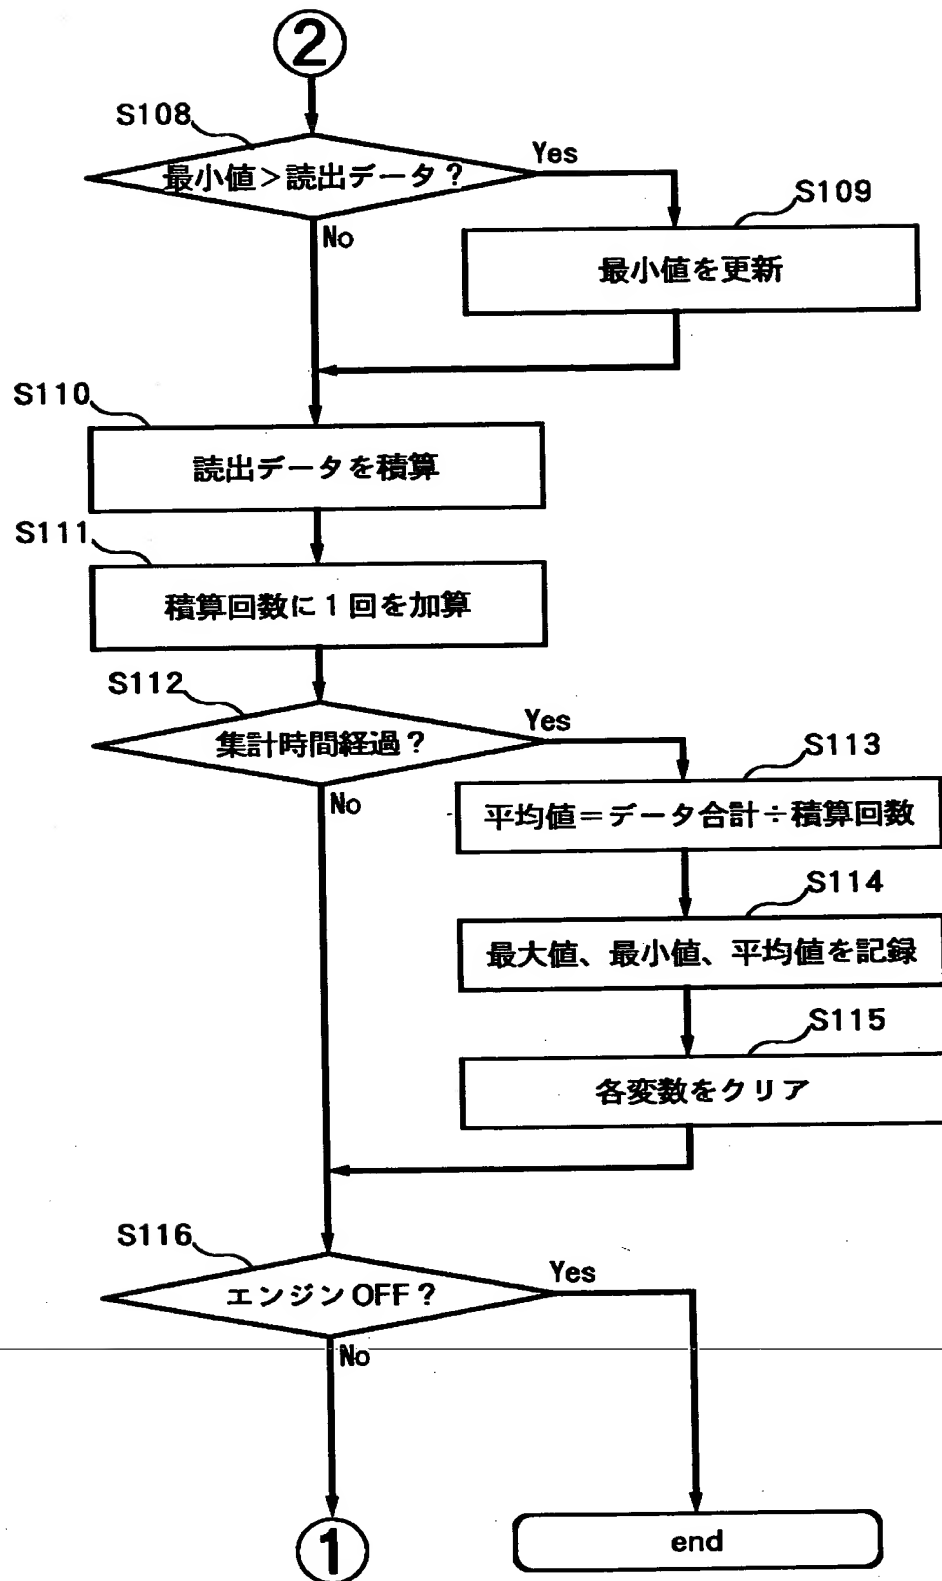 2
S108
最小値>読出データ?
Yes
No
S109
最小値を更新
S110
読出データを積算
S111
積算回数に1回を加算
S112
集計時間経過?
Yes
No
S113
平均値=データ合計÷積算回数
S114
最大値、最小値、平均値を記録
S115
各変数をクリア
S116
エンジンOFF?
Yes
No
1
end